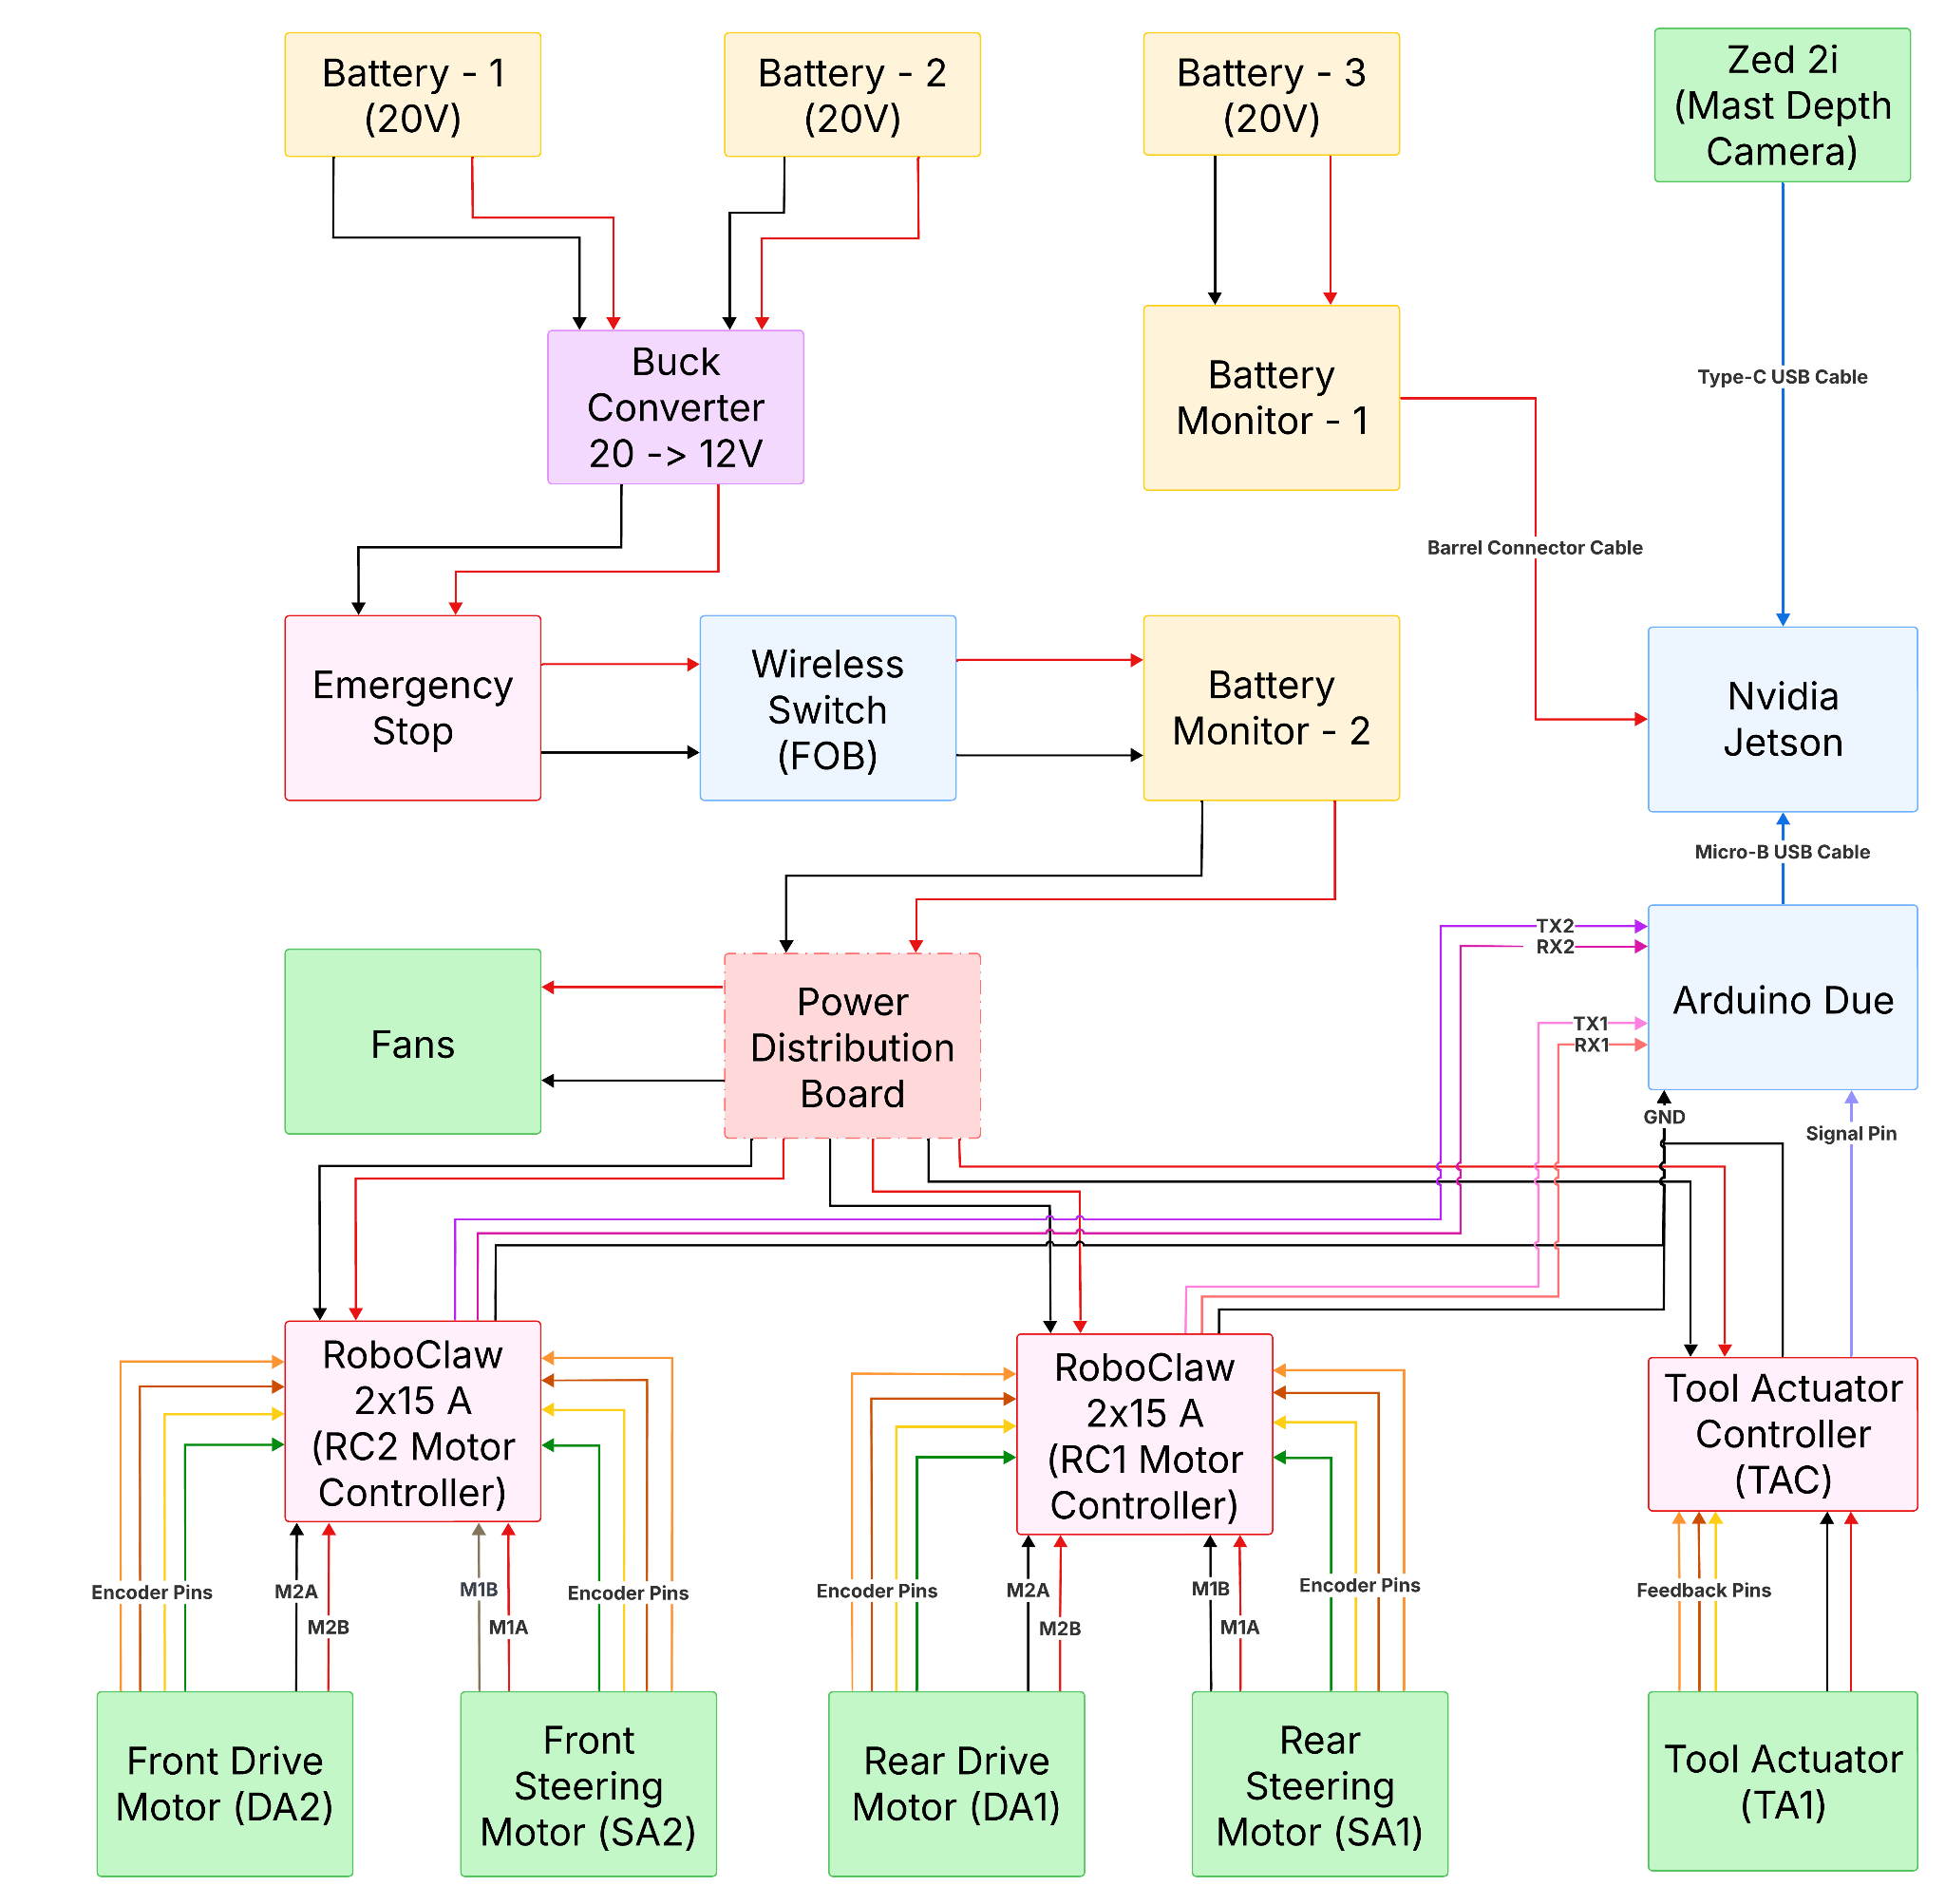 Battery - 1
(20V)
Battery - 2
(20V)
Battery - 3
(20V)
Zed 2i
(Mast Depth
Camera)
Buck
Converter
20 -> 12V
Battery
Monitor - 1
Type-C USB Cable
Barrel Connector Cable
Emergency
Stop
Wireless
Switch
(FOB)
Battery
Monitor - 2
Nvidia
Jetson
Micro-B USB Cable
Fans
Power
Distribution
Board
TX2
RX2
TX1
RX1
Arduino Due
GND
Signal Pin
RoboClaw
2x15 A
(RC2 Motor
Controller)
RoboClaw
2x15 A
(RC1 Motor
Controller)
Tool Actuator
Controller
(TAC)
Encoder Pins
M2A
M2B
M1B
M1A
Encoder Pins
Encoder Pins
M2A
M2B
M1B
M1A
Encoder Pins
Feedback Pins
Front Drive
Motor (DA2)
Front
Steering
Motor (SA2)
Rear Drive
Motor (DA1)
Rear
Steering
Motor (SA1)
Tool Actuator
(TA1)